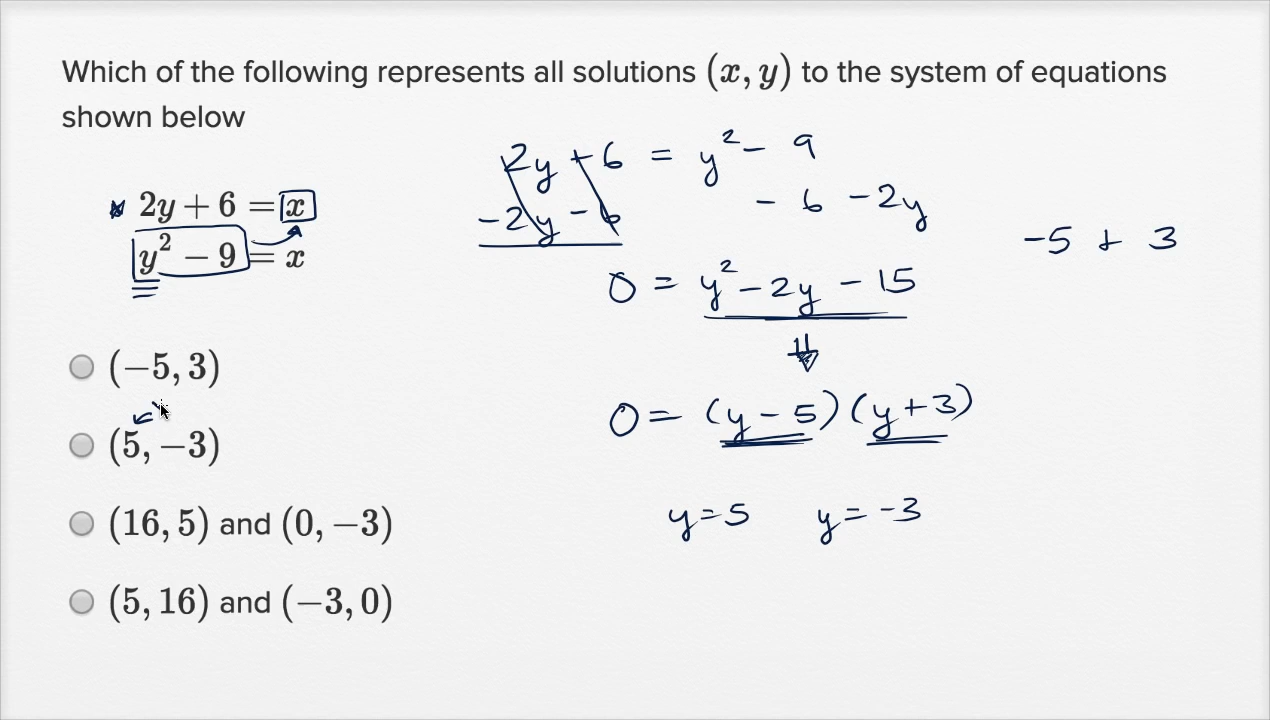 Which of the following represents all solutions (x, y) to the system of equations
shown below
2y + 6 = x
y² − 9 = x
(−5, 3)
(5, −3)
(16, 5) and (0, −3)
(5, 16) and (−3, 0)
2y + 6 = y² − 9
−2y − 6 − 6 − 2y
0 = y² − 2y − 15
−5 + 3
0 = (y − 5)(y + 3)
y = 5 y = −3